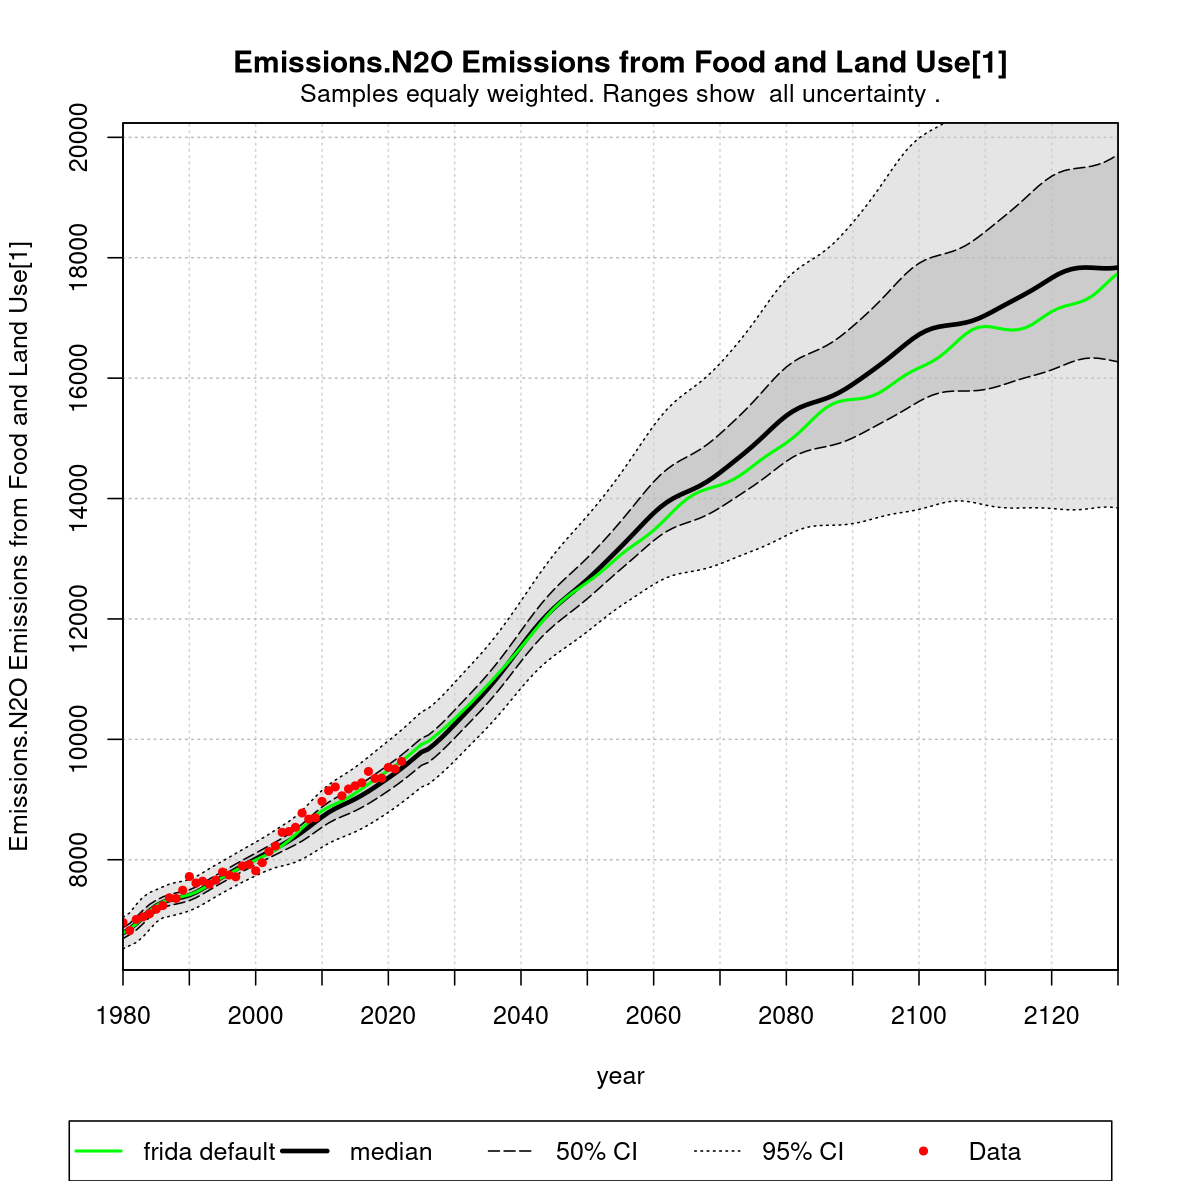 Emissions.N2O Emissions from Food and Land Use[1]
Samples equaly weighted. Ranges show  all uncertainty .
Emissions.N2O Emissions from Food and Land Use[1]
20000
18000
16000
14000
12000
10000
8000
1980
2000
2020
2040
2060
2080
2100
2120
year
frida default
median
50% CI
95% CI
Data